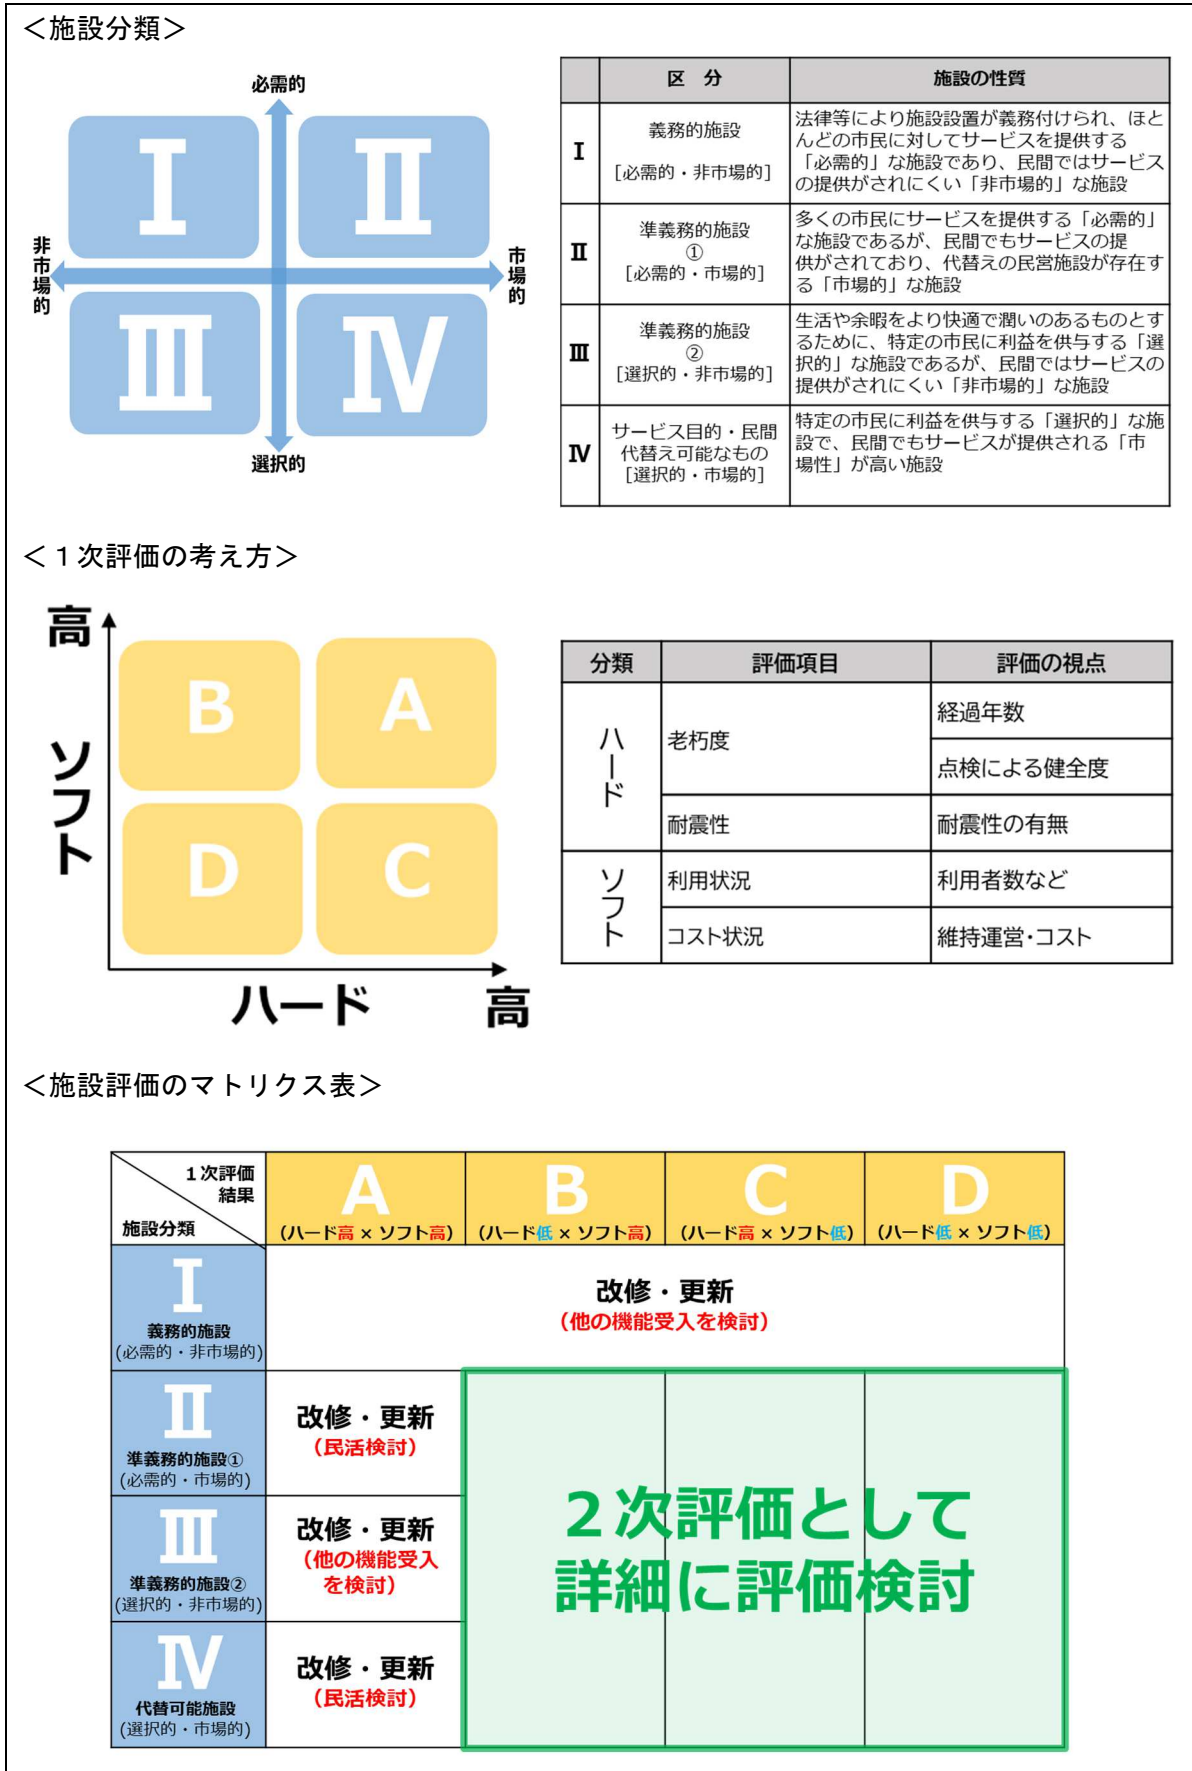 ＜施設分類＞
必需的
非市場的
市場的
選択的
Ⅰ
Ⅱ
Ⅲ
Ⅳ
区　分
施設の性質
Ⅰ
義務的施設
［必需的・非市場的］
法律等により施設設置が義務付けられ、ほと
んどの市民に対してサービスを提供する
「必需的」な施設であり、民間ではサービス
の提供がされにくい「非市場的」な施設
Ⅱ
準義務的施設
①
［必需的・市場的］
多くの市民にサービスを提供する「必需的」
な施設であるが、民間でもサービスの提
供がされており、代替えの民営施設が存在す
る「市場的」な施設
Ⅲ
準義務的施設
②
［選択的・非市場的］
生活や余暇をより快適で潤いのあるものとす
るために、特定の市民に利益を供与する「選
択的」な施設であるが、民間ではサービスの
提供がされにくい「非市場的」な施設
Ⅳ
サービス目的・民間
代替え可能なもの
［選択的・市場的］
特定の市民に利益を供与する「選択的」な施
設で、民間でもサービスが提供される「市
場性」が高い施設
＜１次評価の考え方＞
高
ソフト
B
A
D
C
ハード
高
分類
評価項目
評価の視点
ハード
老朽度
経過年数
点検による健全度
耐震性
耐震性の有無
ソフト
利用状況
利用者数など
コスト状況
維持運営・コスト
＜施設評価のマトリクス表＞
１次評価
結果
施設分類
A
（ハード高 × ソフト高）
B
（ハード低 × ソフト高）
C
（ハード高 × ソフト低）
D
（ハード低 × ソフト低）
Ⅰ
義務的施設
(必需的・非市場的)
改修・更新
（他の機能受入を検討）
Ⅱ
準義務的施設①
(必需的・市場的)
改修・更新
（民活検討）
Ⅲ
準義務的施設②
(選択的・非市場的)
改修・更新
（他の機能受入
を検討）
Ⅳ
代替可能施設
(選択的・市場的)
改修・更新
（民活検討）
２次評価として
詳細に評価検討